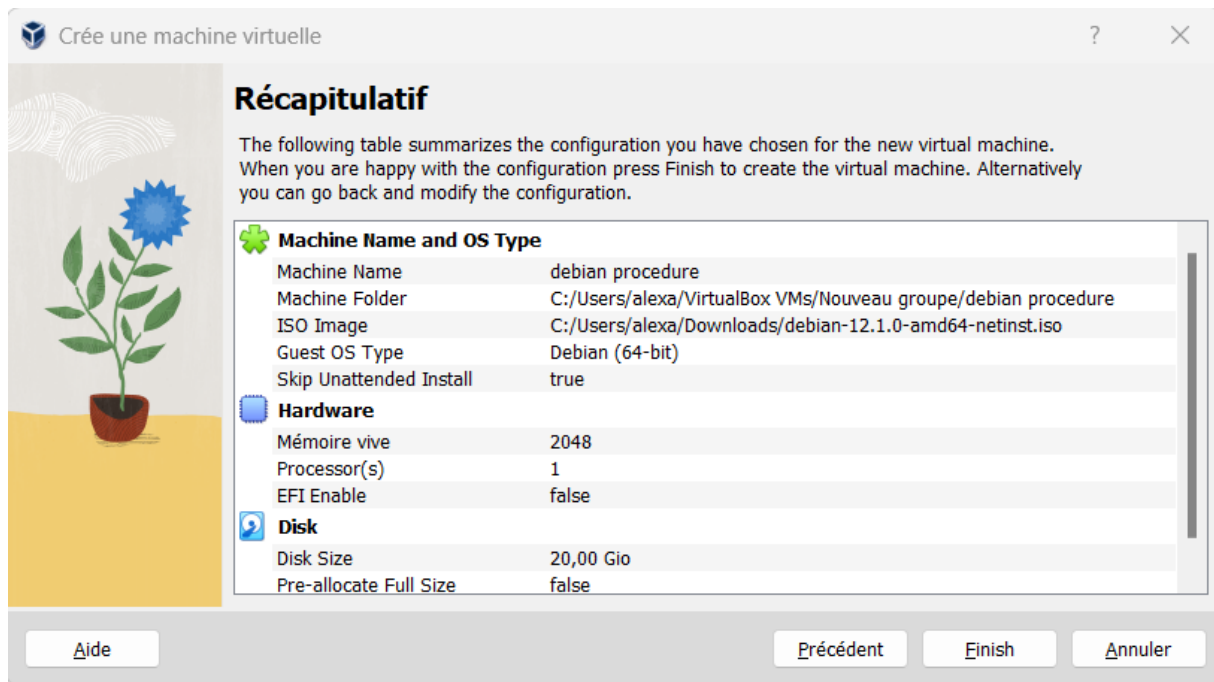 Crée une machine virtuelle
?
Récapitulatif
The following table summarizes the configuration you have chosen for the new virtual machine.
When you are happy with the configuration press Finish to create the virtual machine. Alternatively
you can go back and modify the configuration.
Machine Name and OS Type
Machine Name debian procedure
Machine Folder C:/Users/alexa/VirtualBox VMs/Nouveau groupe/debian procedure
ISO Image C:/Users/alexa/Downloads/debian-12.1.0-amd64-netinst.iso
Guest OS Type Debian (64-bit)
Skip Unattended Install true
Hardware
Mémoire vive 2048
Processor(s) 1
EFI Enable false
Disk
Disk Size 20,00 Gio
Pre-allocate Full Size false
Aide Précédent Finish Annuler